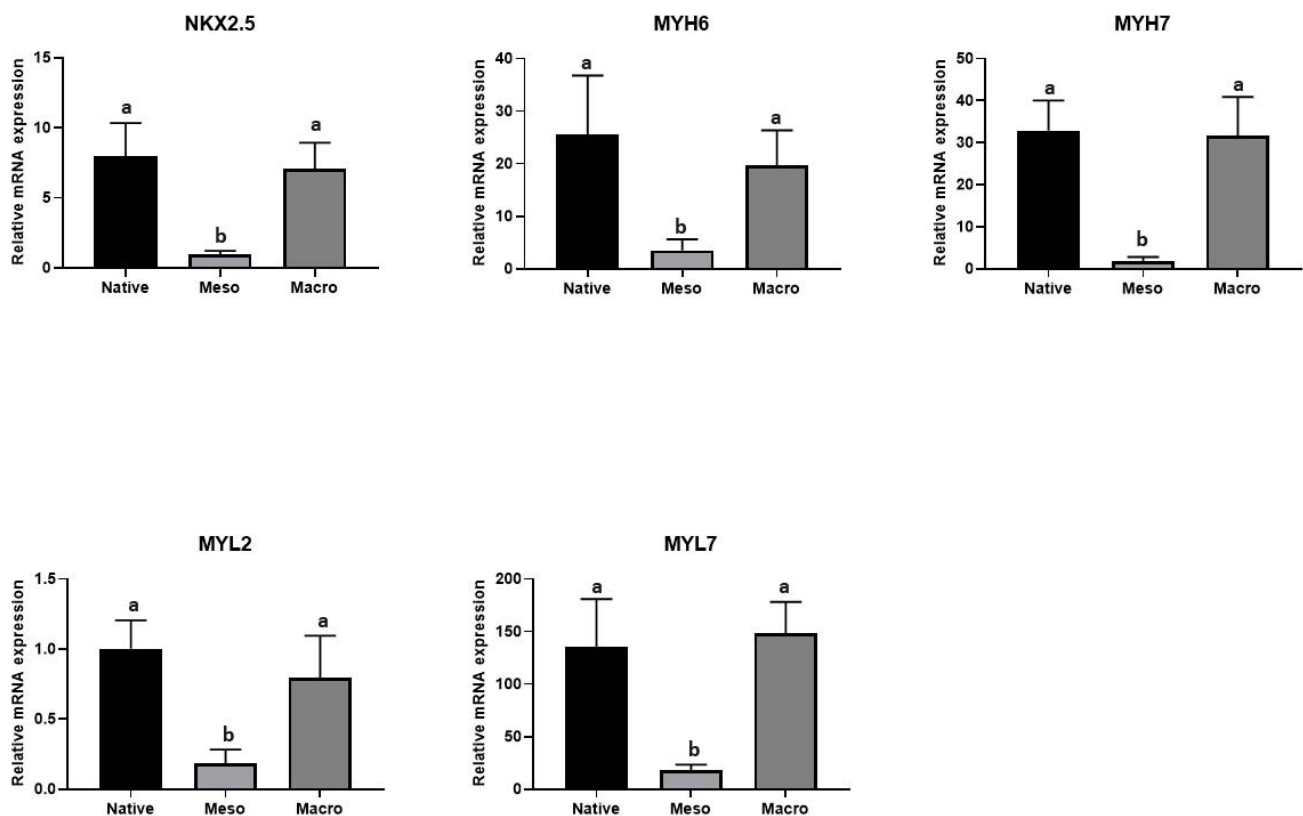 NKX2.5
Relative mRNA expression
15
10
5
0
a
b
a
Native Meso Macro
MYH6
Relative mRNA expression
40
30
20
10
0
a
b
a
Native Meso Macro
MYH7
Relative mRNA expression
50
40
30
20
10
0
a
b
a
Native Meso Macro
MYL2
Relative mRNA expression
1.5
1.0
0.5
0.0
a
b
a
Native Meso Macro
MYL7
Relative mRNA expression
200
150
100
50
0
a
b
a
Native Meso Macro